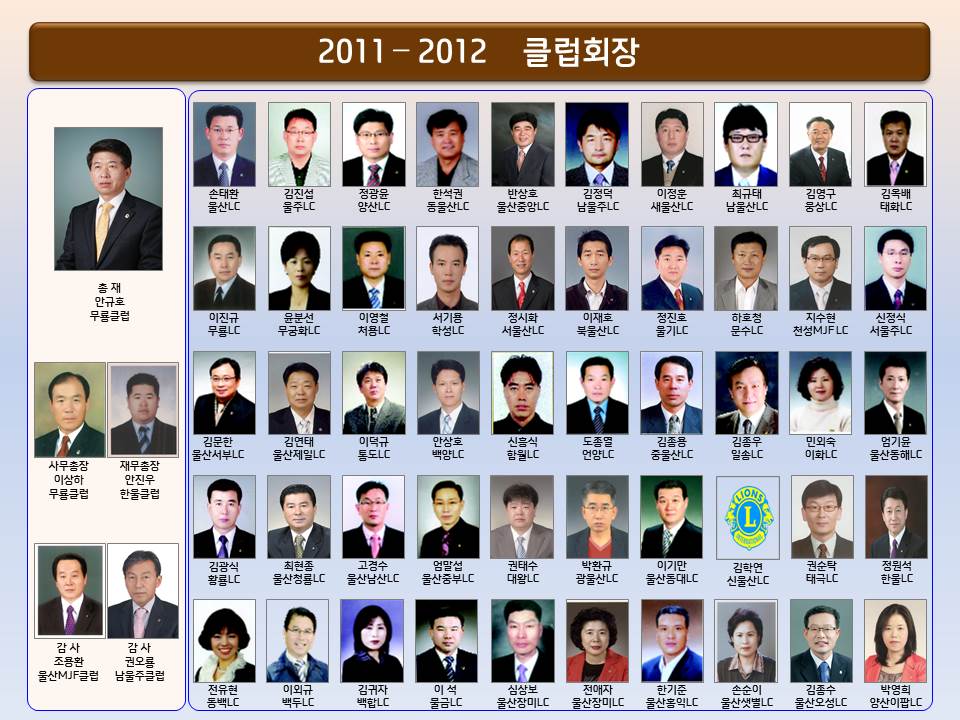 2011 – 2012 클럽회장
총 재
안규호
무룡클럽
사무총장
이상하
무룡클럽
재무총장
안진우
한울클럽
감 사
조용환
울산MJF클럽
감 사
권오룡
남울주클럽
손태환
울산LC
김진섭
울주LC
정광윤
양산LC
한석권
동울산LC
반상호
울산중앙LC
김정덕
남울주LC
이정훈
새울산LC
최규태
남울산LC
김영구
웅상LC
김옥배
태화LC
이진규
무룡LC
윤분선
무궁화LC
이영철
처용LC
서기용
학성LC
정시화
서울산LC
이재호
북울산LC
정진호
울기LC
하호청
문수LC
지수현
천성MJF LC
신정식
서울주LC
김문한
울산서부LC
김연태
울산제일LC
이덕규
통도LC
안상호
백양LC
신흥식
함월LC
도종열
언양LC
김종용
중울산LC
김종우
일송LC
민외숙
이화LC
엄기윤
울산동해LC
김광식
황룡LC
최현종
울산청룡LC
고경수
울산남산LC
엄말섭
울산중부LC
권태수
대왕LC
박환규
광울산LC
이기만
울산동대LC
LIONS
L
INTERNATIONAL
김학연
신울산LC
권순탁
태극LC
정원석
한울LC
전유현
동백LC
이외규
백두LC
김귀자
백합LC
이 석
물금LC
심상보
울산장미LC
전애자
울산장미LC
한기준
울산홍익LC
손순이
울산샛별LC
김종수
울산오성LC
박영희
양산이팝LC